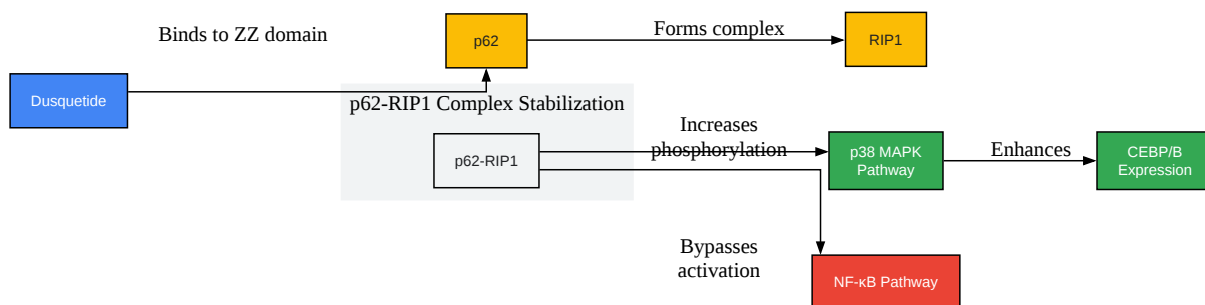 Binds to ZZ domain
p62
Forms complex
RIP1
Dusquetide
p62-RIP1 Complex Stabilization
p62-RIP1
Increases
phosphorylation
p38 MAPK
Pathway
Enhances
CEBP/B
Expression
Bypasses
activation
NF-κB Pathway